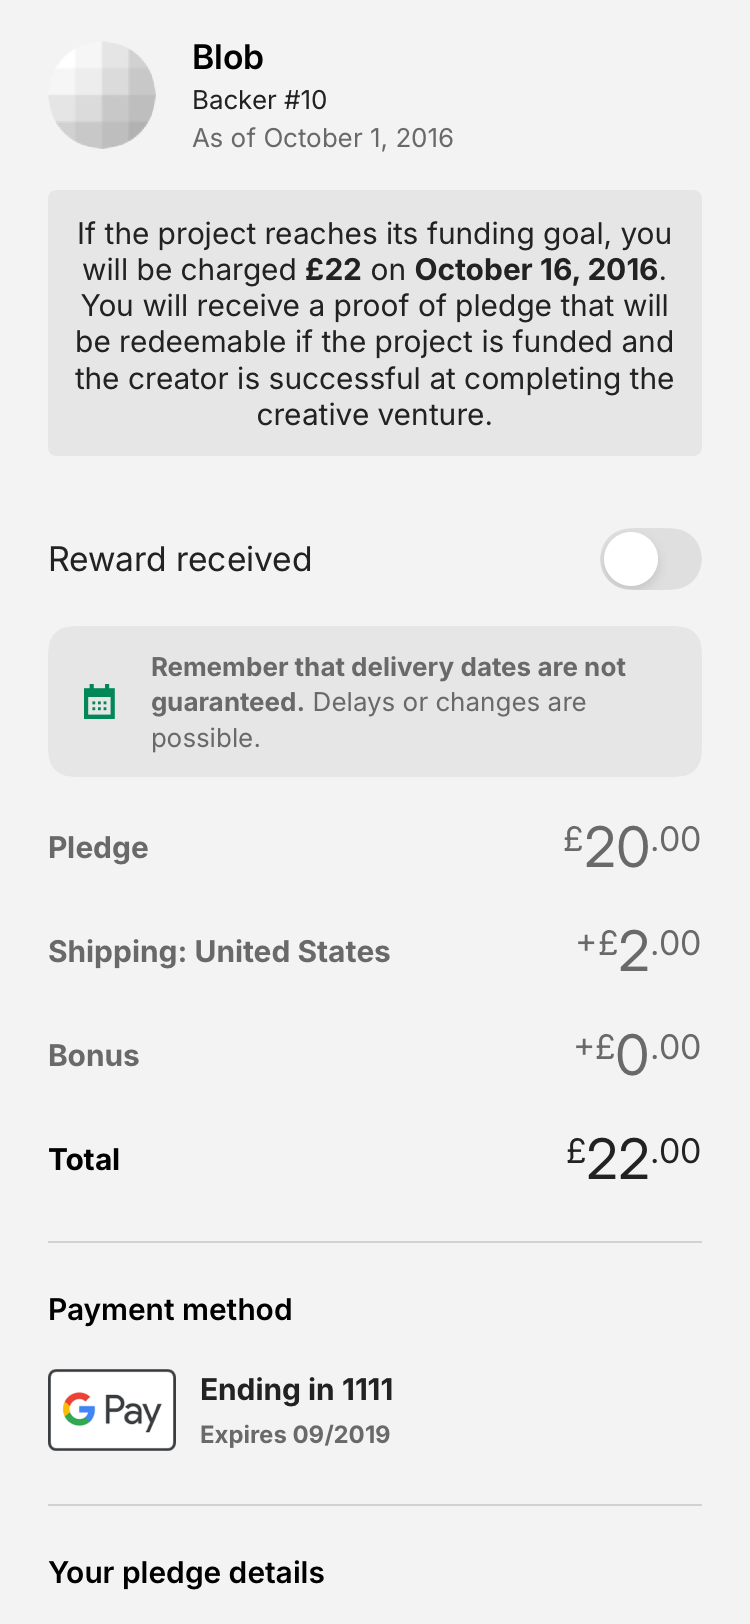 Blob
Backer #10
As of October 1, 2016
If the project reaches its funding goal, you
will be charged £22 on October 16, 2016.
You will receive a proof of pledge that will
be redeemable if the project is funded and
the creator is successful at completing the
creative venture.
Reward received
Remember that delivery dates are not
guaranteed. Delays or changes are
possible.
Pledge £20.00
Shipping: United States +£2.00
Bonus +£0.00
Total £22.00
Payment method
G Pay Ending in 1111
Expires 09/2019
Your pledge details